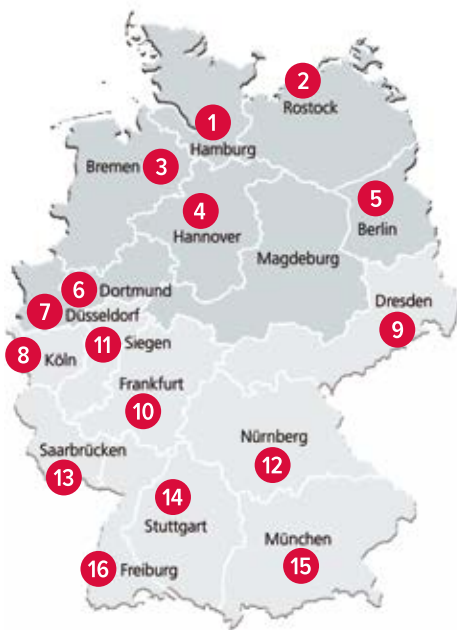 2
Rostock
1
Hamburg
Bremen 3
5
Berlin
4
Hannover
Magdeburg
6 Dortmund
7 Düsseldorf
Dresden
9
11 Siegen
8 Köln
Frankfurt
10
Nürnberg
12
Saarbrücken
13
14
Stuttgart
München
15
16 Freiburg